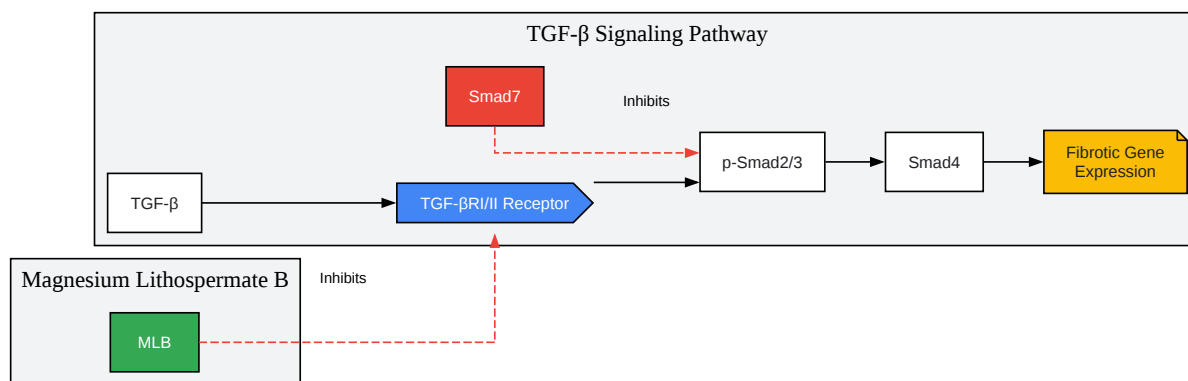 TGF-β Signaling Pathway
Smad7
Inhibits
p-Smad2/3
Smad4
Fibrotic Gene
Expression
TGF-β
TGF-βRI/II Receptor
Magnesium Lithospermate B
Inhibits
MLB